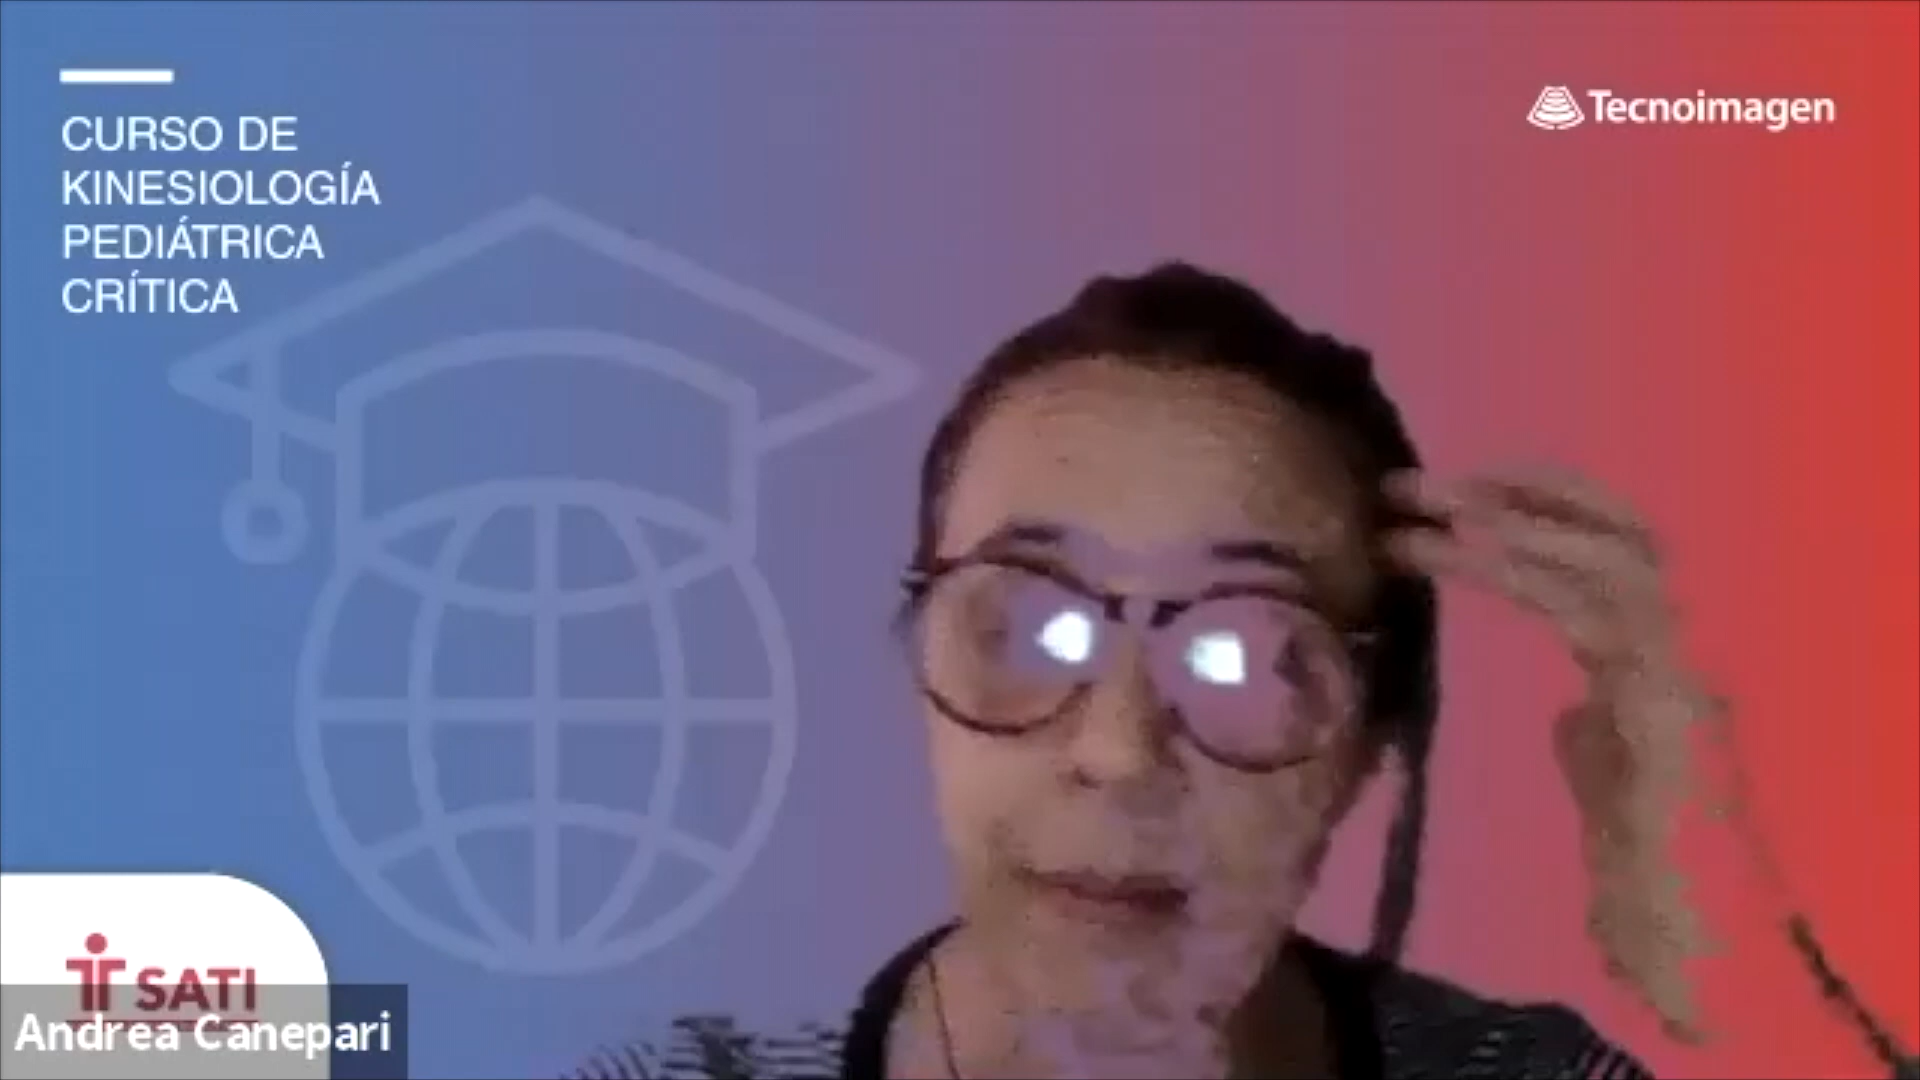 CURSO DE
KINESIOLOGÍA
PEDIÁTRICA
CRÍTICA
Tecnoimagen
SATI
Andrea Canepari